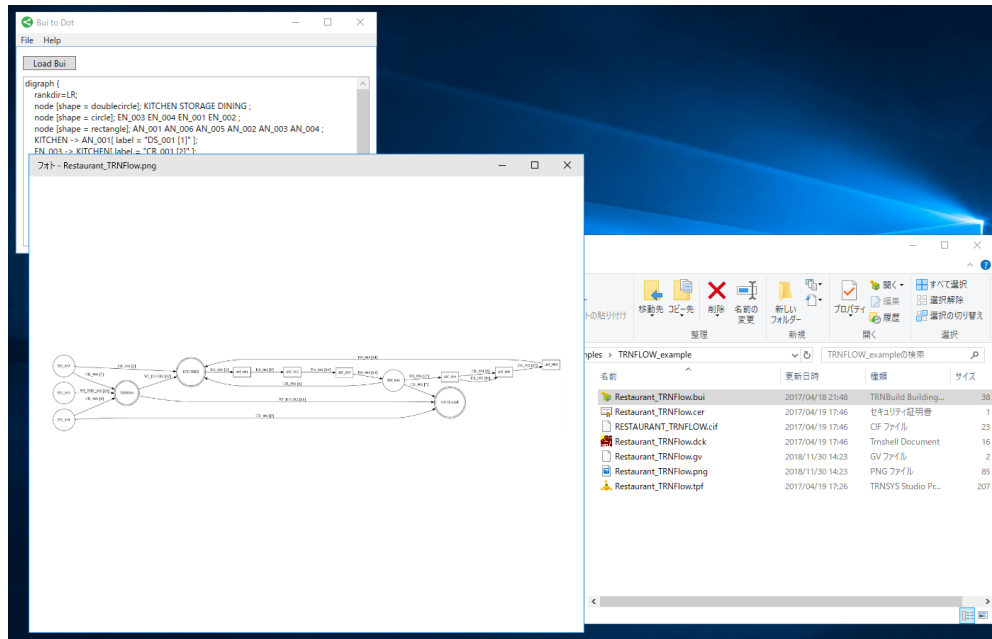 Bui to Dot
File Help
Load Bui
digraph {
rankdir=LR;
node [shape = doublecircle]; KITCHEN STORAGE DINING ;
node [shape = circle]; EN_003 EN_004 EN_001 EN_002 ;
node [shape = rectangle]; AN_001 AN_006 AN_005 AN_002 AN_003 AN_004 ;
KITCHEN -> AN_001[ label = "DS_001 [1]" ];
EN_003 -> KITCHEN[ label = "CR_001 [2]" ];
フォト - Restaurant_TRNFlow.png
KITCHEN
DINING
STORAGE
の貼り付け
移動先 コピー先 削除 名前の変更
整理
新しいフォルダー
新規
プロパティ
開く
編集
履歴
開く
すべて選択
選択解除
選択の切り替え
選択
ples › TRNFLOW_example
TRNFLOW_exampleの検索
名前 更新日時 種類 サイズ
Restaurant_TRNFlow.bui 2017/04/18 21:48 TRNBuild Building... 38
Restaurant_TRNFlow.cer 2017/04/19 17:46 セキュリティ証明書 1
RESTAURANT_TRNFLOW.cif 2017/04/19 17:46 CIF ファイル 23
Restaurant_TRNFlow.dck 2017/04/19 17:46 Trnshell Document 16
Restaurant_TRNFlow.gv 2018/11/30 14:23 GV ファイル 2
Restaurant_TRNFlow.png 2018/11/30 14:23 PNG ファイル 85
Restaurant_TRNFlow.tpf 2017/04/19 17:26 TRNSYS Studio Pr... 207